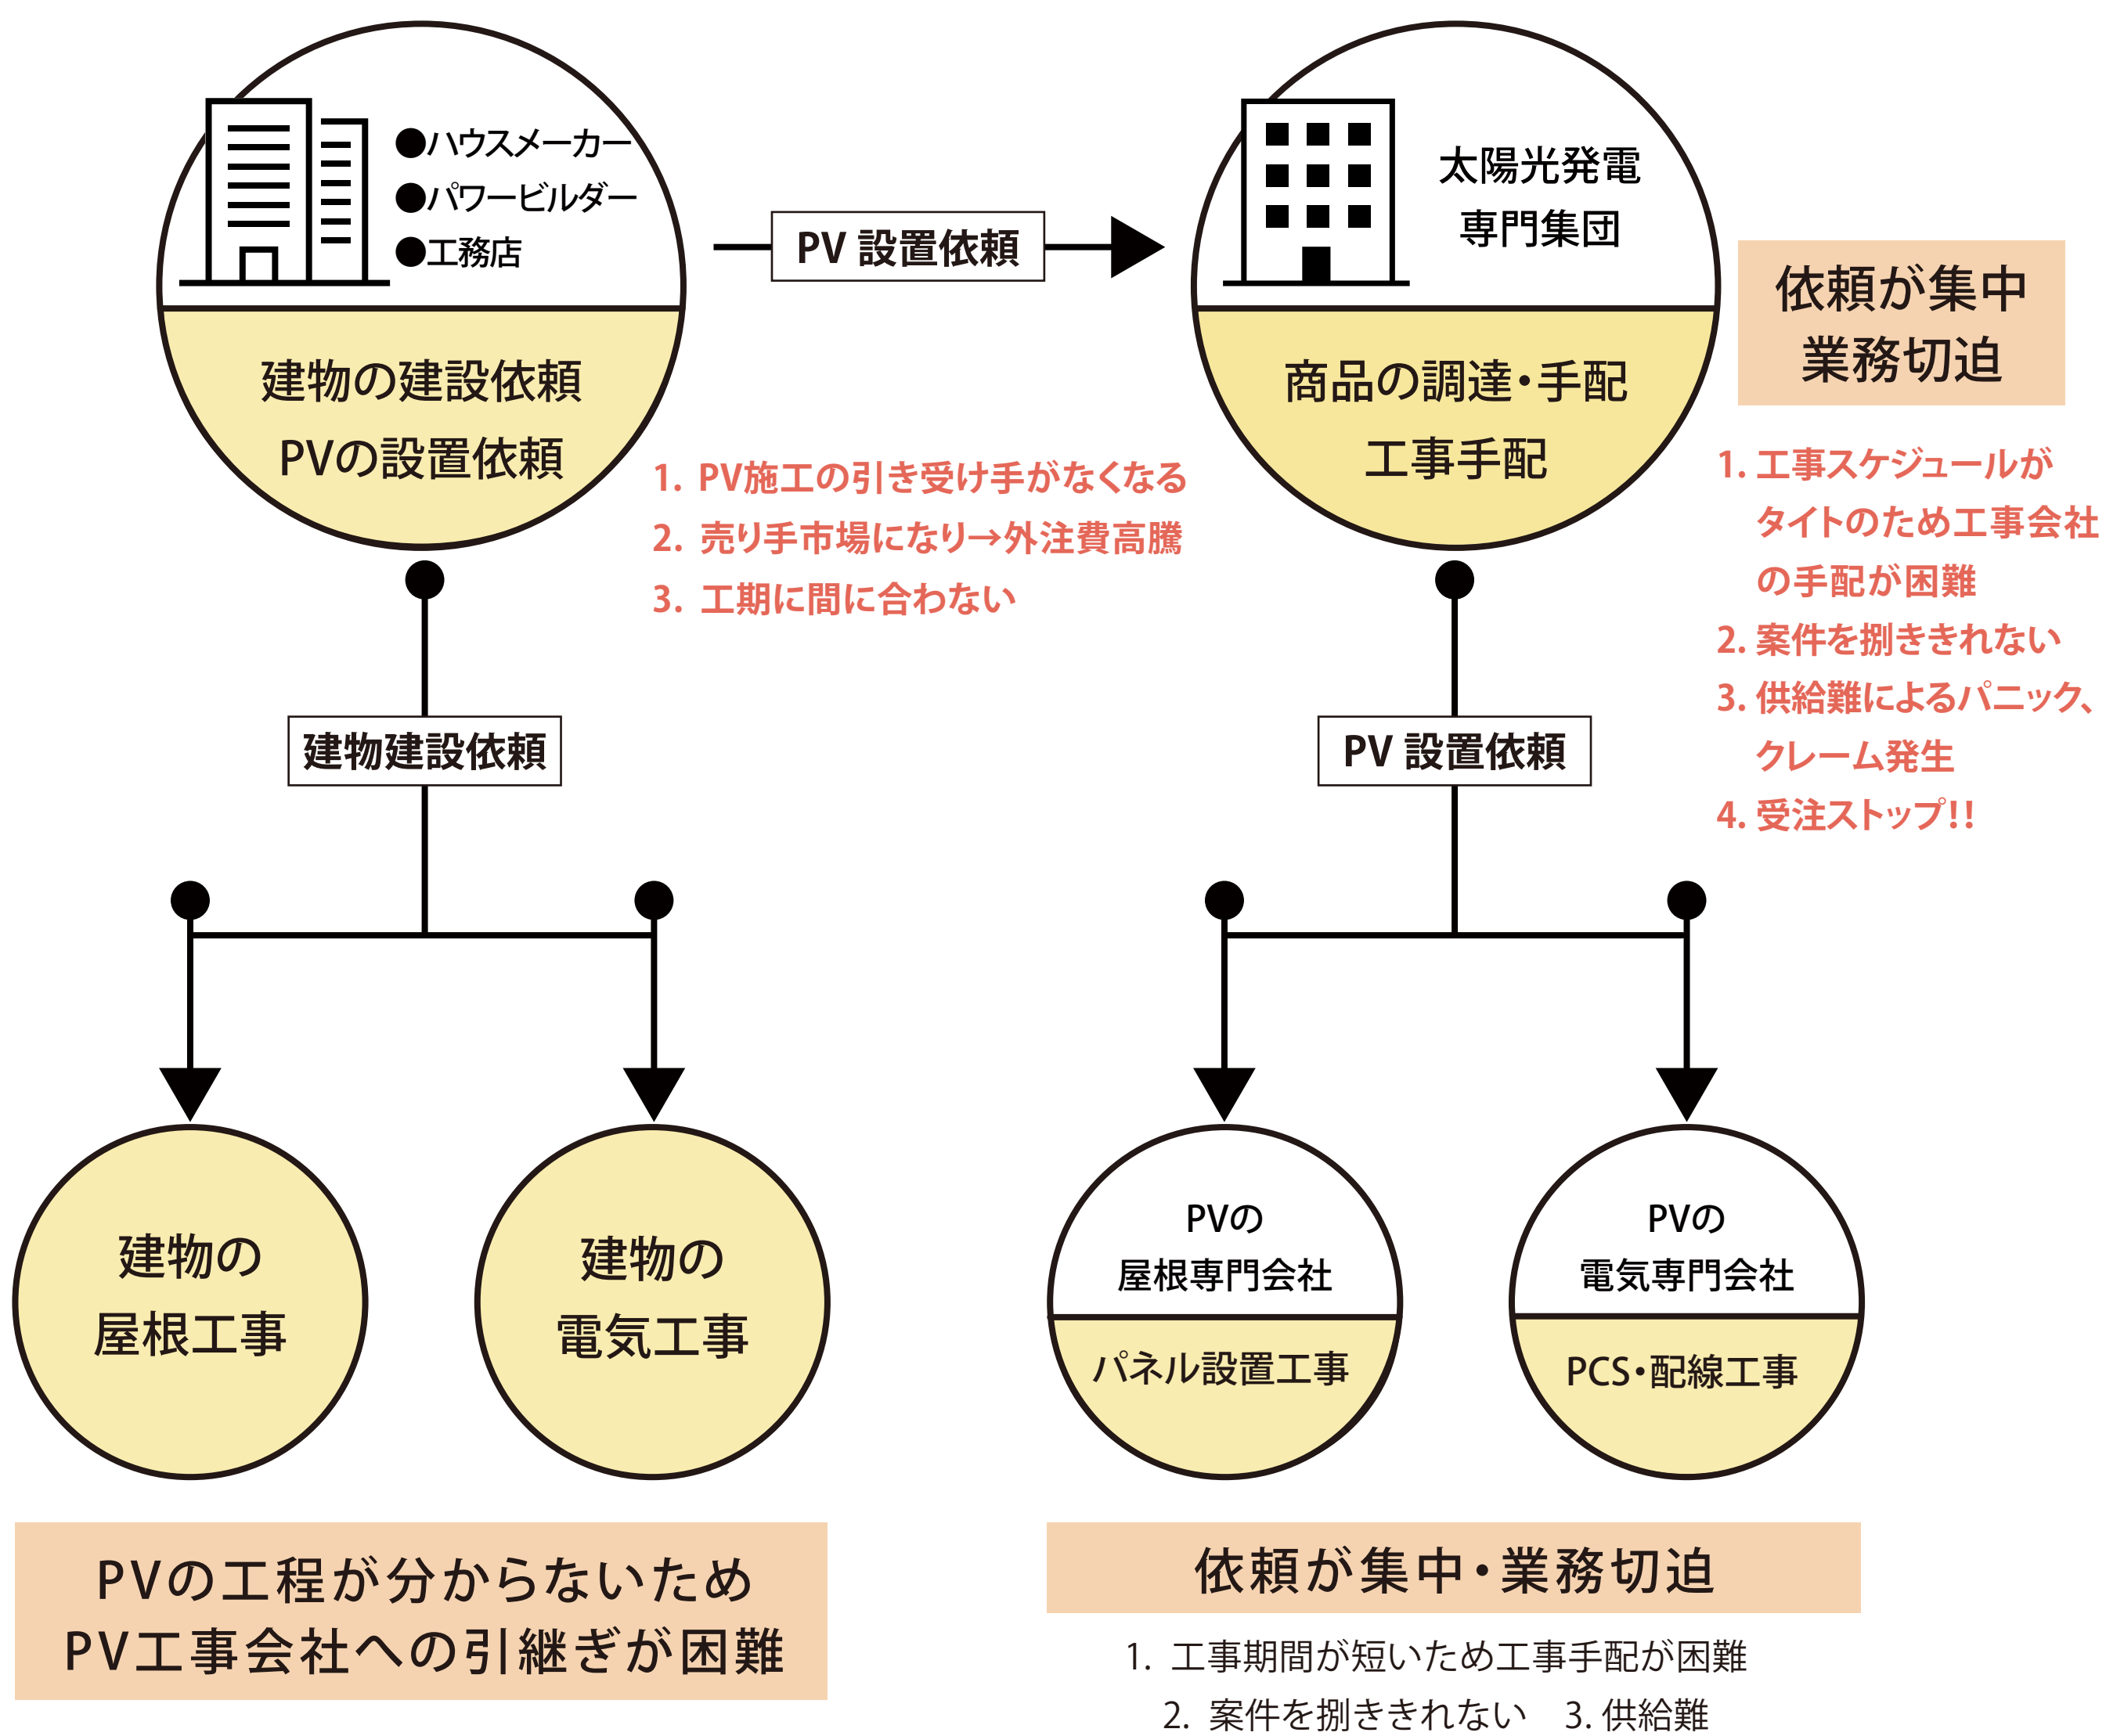 ●ハウスメーカー
●パワービルダー
●工務店
建物の建設依頼
PVの設置依頼
PV 設置依頼
太陽光発電
専門集団
商品の調達・手配
工事手配
依頼が集中
業務切迫
1. PV施工の引き受け手がなくなる
2. 売り手市場になり→外注費高騰
3. 工期に間に合わない
1. 工事スケジュールが
タイトのため工事会社
の手配が困難
2. 案件を捌ききれない
3. 供給難によるパニック、
クレーム発生
4. 受注ストップ!!
建物建設依頼
PV 設置依頼
建物の
屋根工事
建物の
電気工事
PVの
屋根専門会社
パネル設置工事
PVの
電気専門会社
PCS・配線工事
PVの工程が分からないため
PV工事会社への引継ぎが困難
依頼が集中・業務切迫
1. 工事期間が短いため工事手配が困難
2. 案件を捌ききれない 3. 供給難